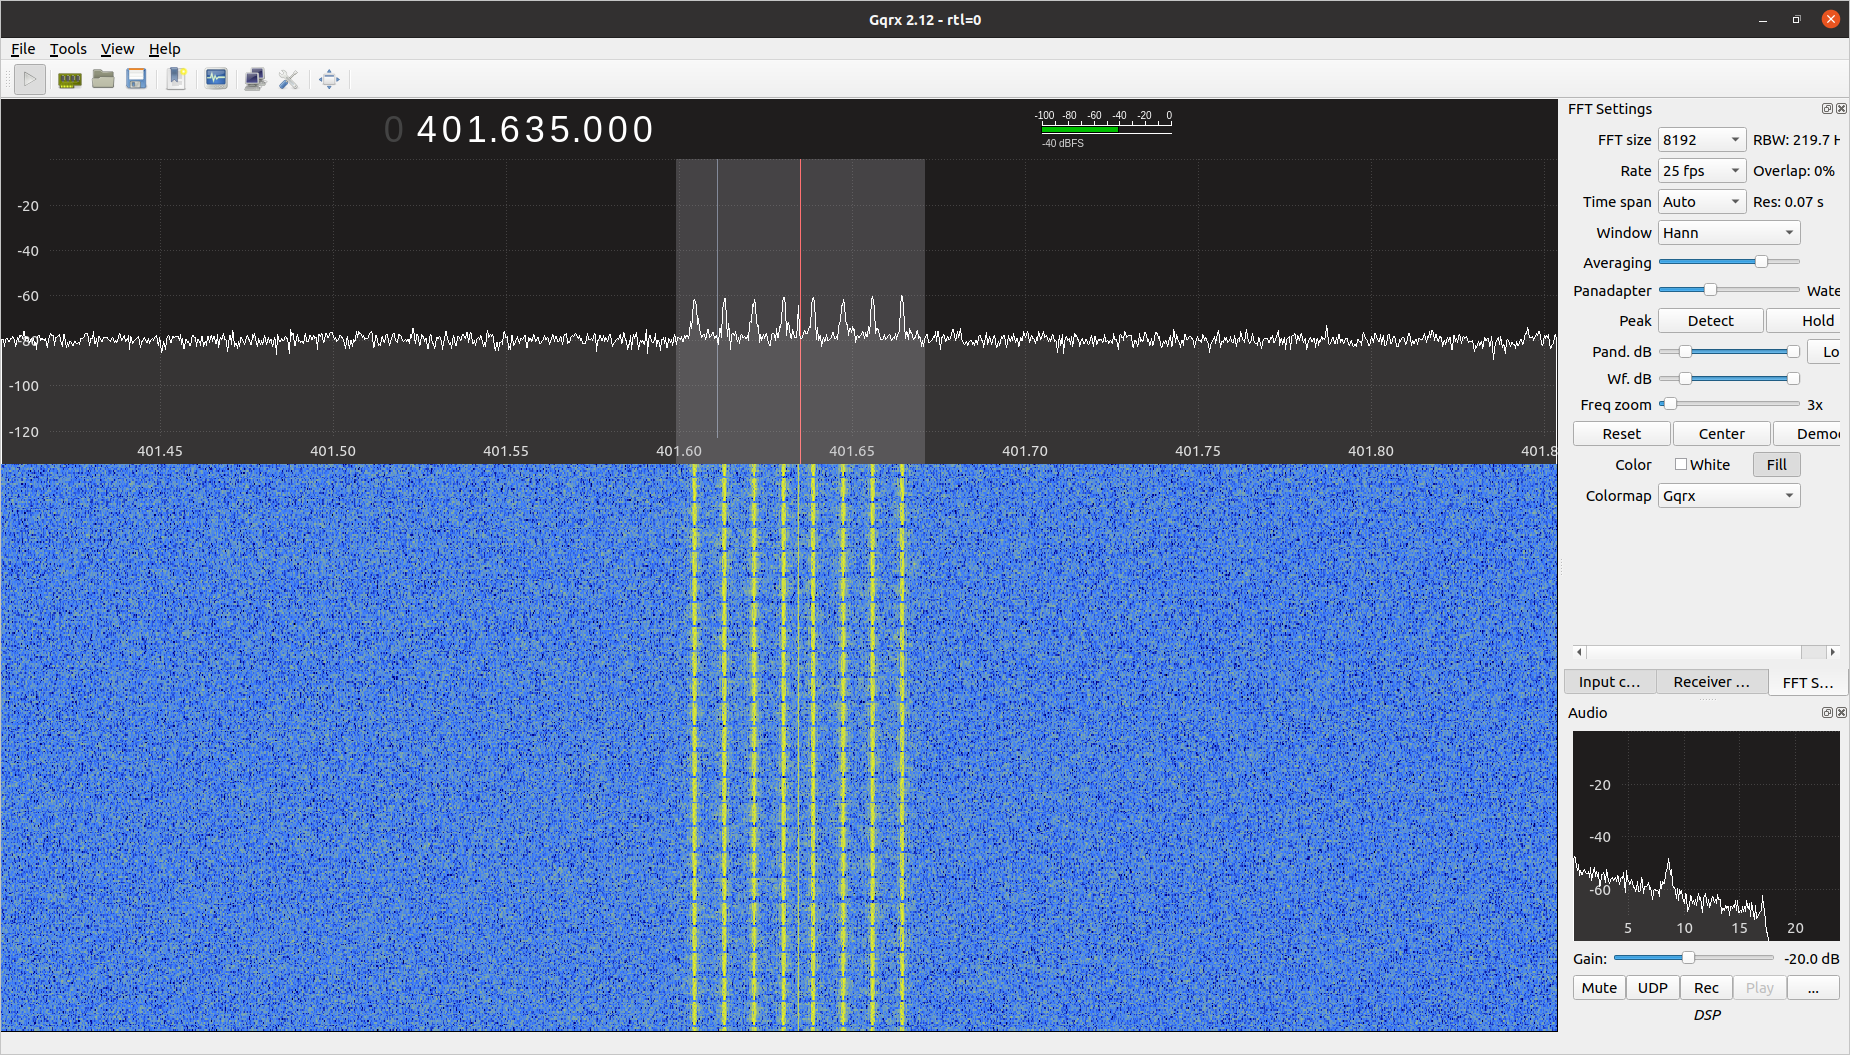 Gqrx 2.12 - rtl=0
File Tools View Help
0 401.635.000
-100 -80 -60 -40 -20 0
-40 dBFS
-20
-40
-60
-80
-100
-120
401.45 401.50 401.55 401.60 401.65 401.70 401.75 401.80 401.8
FFT Settings
FFT size 8192 RBW: 219.7 H
Rate 25 fps Overlap: 0%
Time span Auto Res: 0.07 s
Window Hann
Averaging
Panadapter Wate
Peak Detect Hold
Pand. dB Lo
Wf. dB
Freq zoom 3x
Reset Center Demo
Color White Fill
Colormap Gqrx
Input c... Receiver ... FFT S...
Audio
-20
-40
-60
5 10 15 20
Gain: -20.0 dB
Mute UDP Rec Play ...
DSP